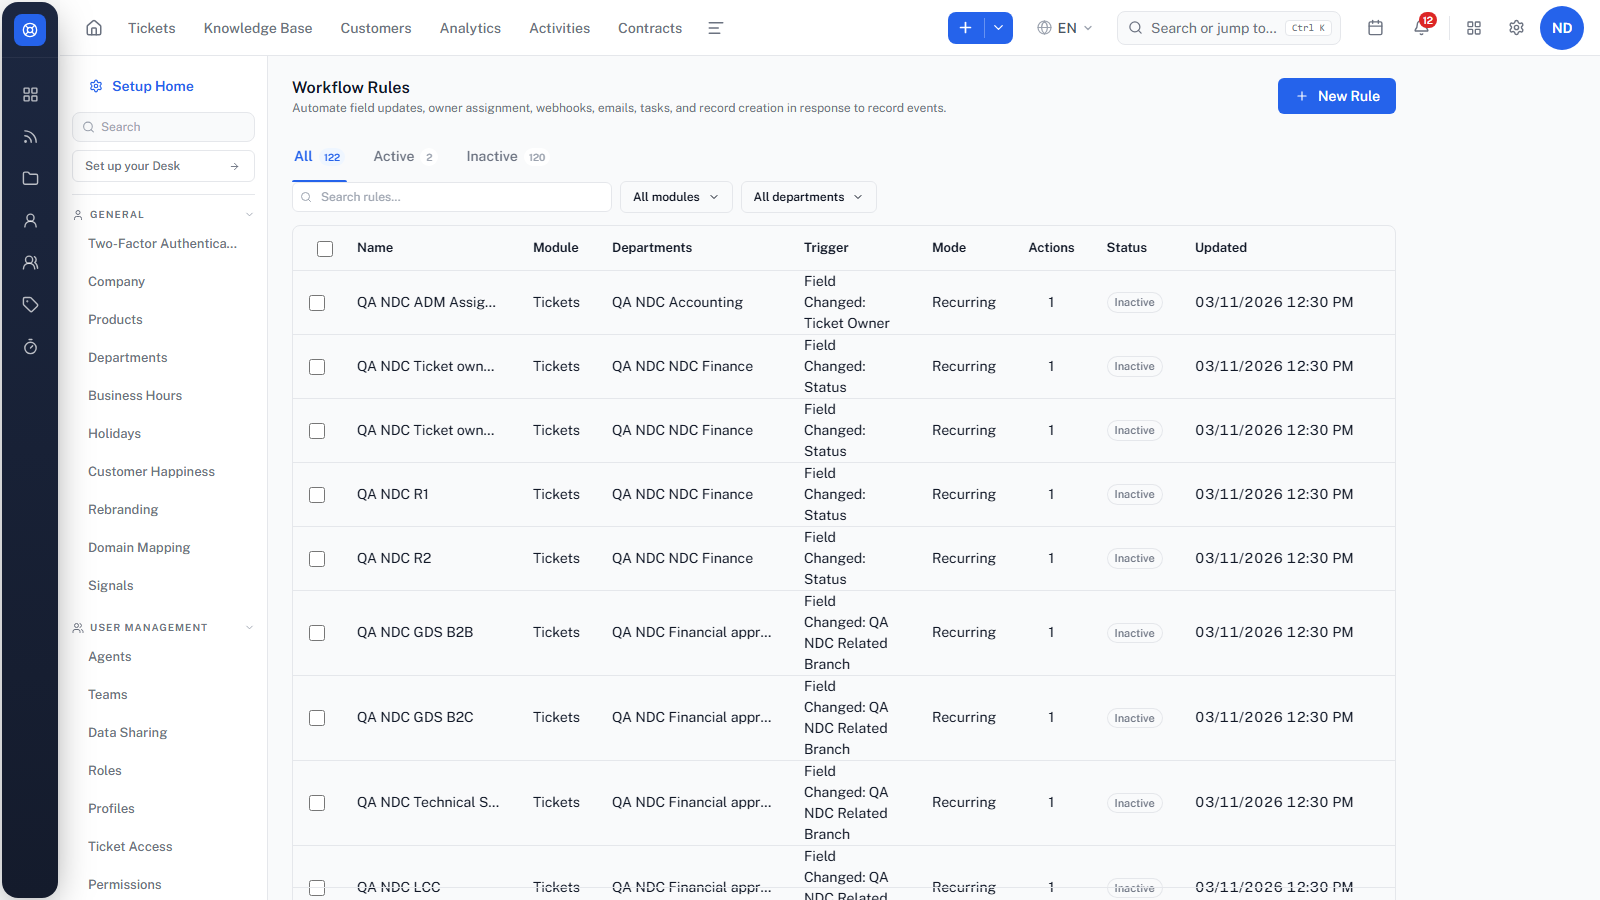 Tickets
Knowledge Base
Customers
Analytics
Activities
Contracts
EN
Search or jump to...
Ctrl K
12
ND
Setup Home
Search
Set up your Desk
GENERAL
Two-Factor Authentica...
Company
Products
Departments
Business Hours
Holidays
Customer Happiness
Rebranding
Domain Mapping
Signals
USER MANAGEMENT
Agents
Teams
Data Sharing
Roles
Profiles
Ticket Access
Permissions
Workflow Rules
Automate field updates, owner assignment, webhooks, emails, tasks, and record creation in response to record events.
New Rule
All 122
Active 2
Inactive 120
Search rules...
All modules
All departments
Name Module Departments Trigger Mode Actions Status Updated
QA NDC ADM Assig... Tickets QA NDC Accounting Field Changed: Ticket Owner Recurring 1 Inactive 03/11/2026 12:30 PM
QA NDC Ticket own... Tickets QA NDC NDC Finance Field Changed: Status Recurring 1 Inactive 03/11/2026 12:30 PM
QA NDC Ticket own... Tickets QA NDC NDC Finance Field Changed: Status Recurring 1 Inactive 03/11/2026 12:30 PM
QA NDC R1 Tickets QA NDC NDC Finance Field Changed: Status Recurring 1 Inactive 03/11/2026 12:30 PM
QA NDC R2 Tickets QA NDC NDC Finance Field Changed: Status Recurring 1 Inactive 03/11/2026 12:30 PM
QA NDC GDS B2B Tickets QA NDC Financial appr... Field Changed: QA NDC Related Branch Recurring 1 Inactive 03/11/2026 12:30 PM
QA NDC GDS B2C Tickets QA NDC Financial appr... Field Changed: QA NDC Related Branch Recurring 1 Inactive 03/11/2026 12:30 PM
QA NDC Technical S... Tickets QA NDC Financial appr... Field Changed: QA NDC Related Branch Recurring 1 Inactive 03/11/2026 12:30 PM
QA NDC LCC Tickets QA NDC Financial appr... Field Changed: QA NDC Related Recurring 1 Inactive 03/11/2026 12:30 PM